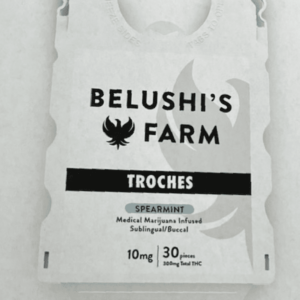 BELUSHI'S
FARM
TROCHES
SPEARMINT
Medical Marijuana Infused
Sublingual/Buccal
10mg | 30 pieces
300mg Total THC